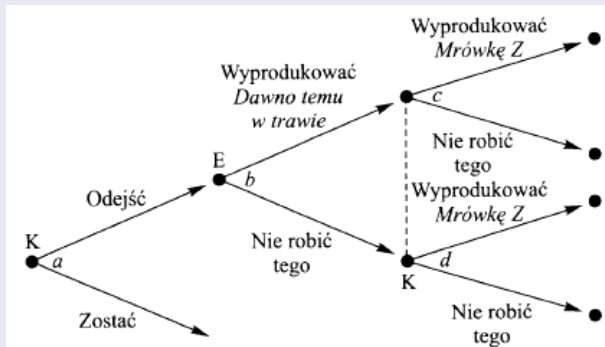 Wyprodukować
Mrówkę Z
Wyprodukować
Dawno temu
w trawie
c
Nie robić
tego
E
b
Odejść
Wyprodukować
Mrówkę Z
K
a
Nie robić
tego
d
K
Zostać
Nie robić
tego